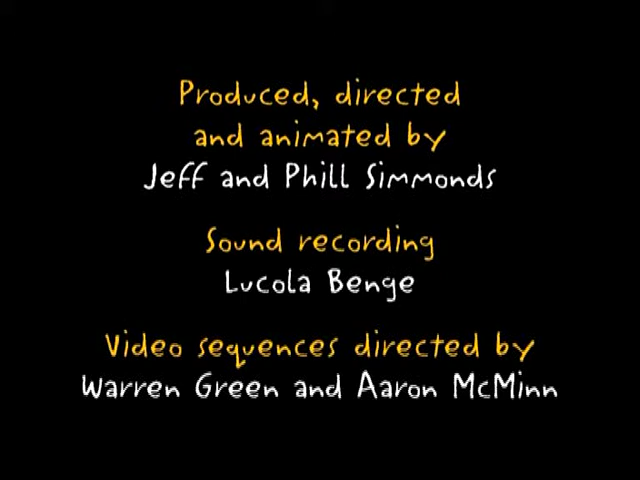 Produced, directed
and animated by
Jeff and Phill Simmonds
Sound recording
Lucola Benge
Video sequences directed by
Warren Green and Aaron McMinn